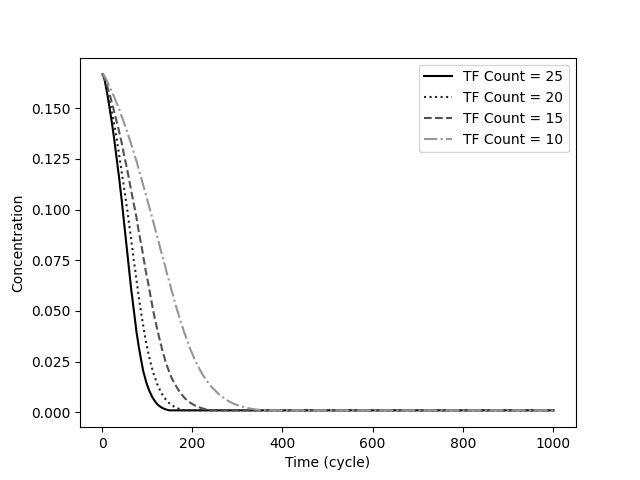 TF Count = 25
TF Count = 20
TF Count = 15
TF Count = 10
0.150
0.125
0.100
0.075
0.050
0.025
0.000
Concentration
0 200 400 600 800 1000
Time (cycle)